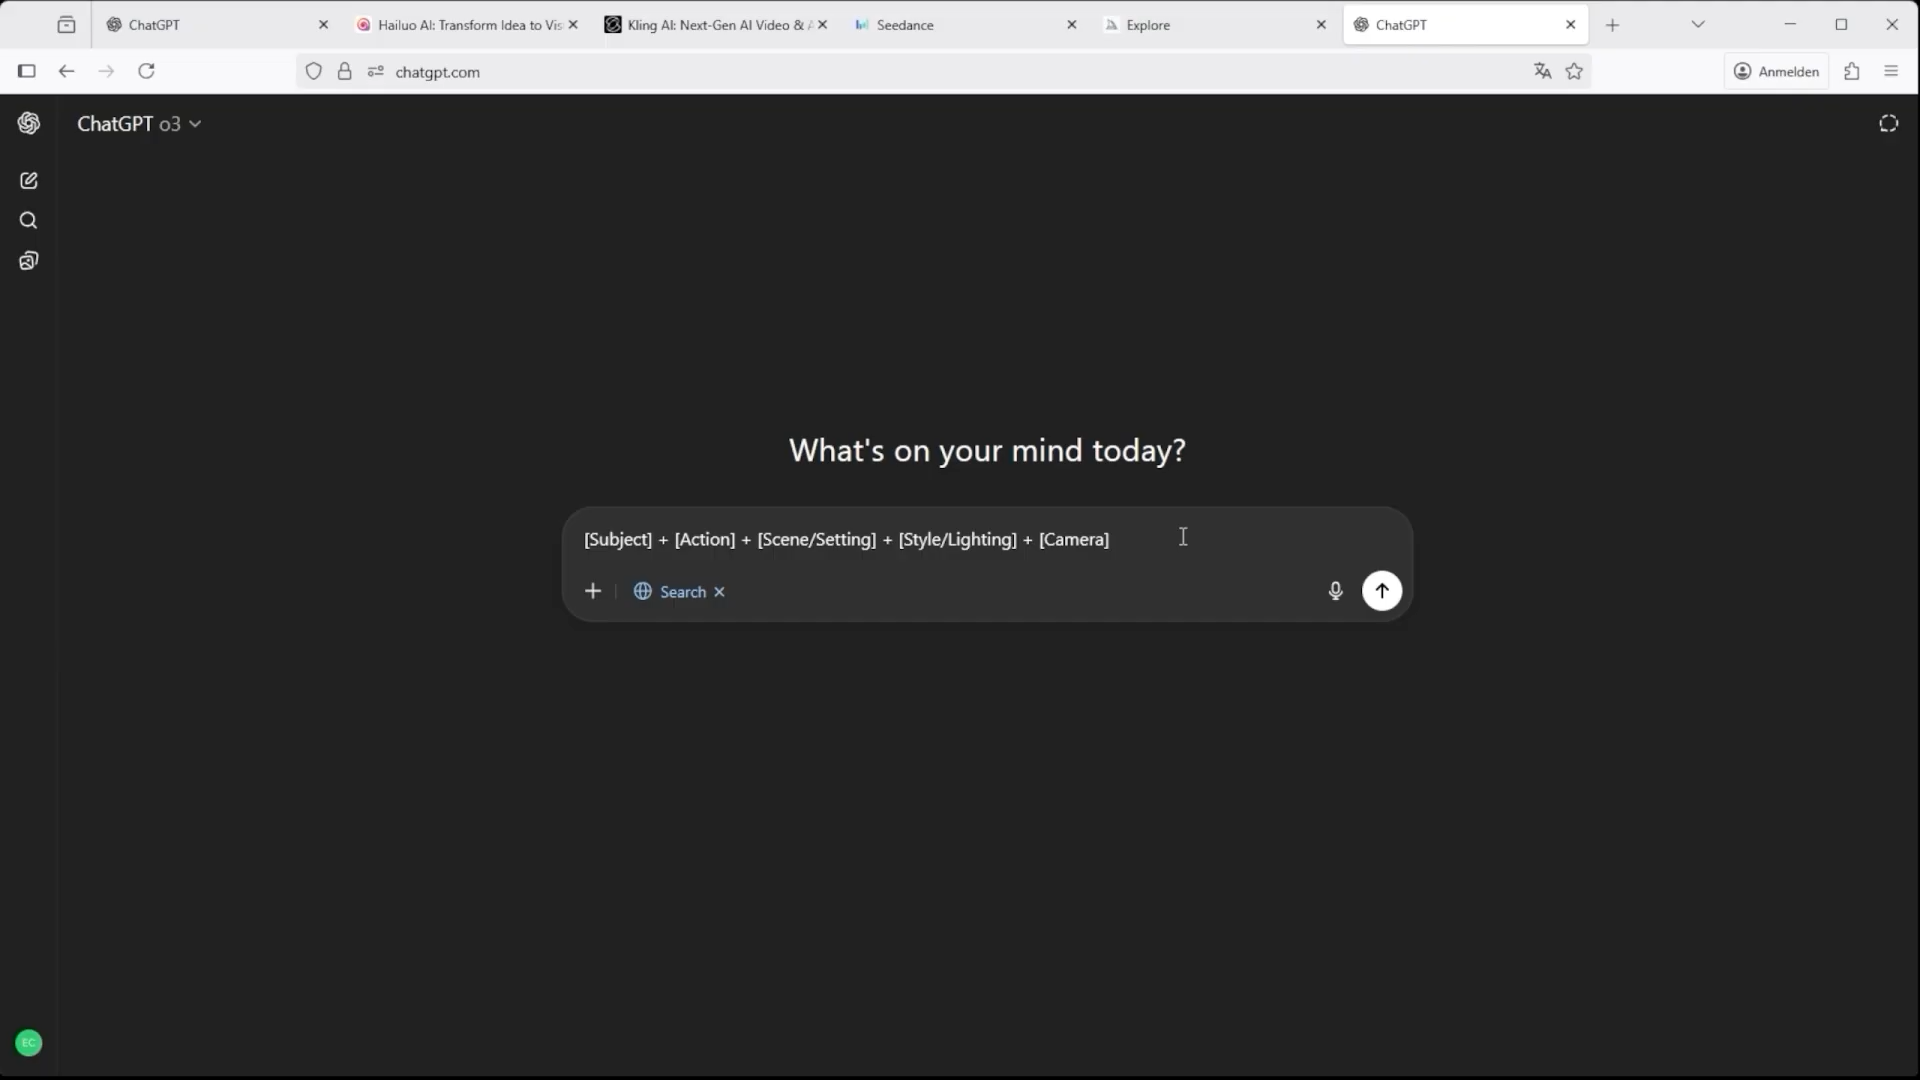 ChatGPT
Hailuo AI: Transform Idea to Vis
Kling AI: Next-Gen AI Video & A
Seedance
Explore
ChatGPT
chatgpt.com
Anmelden
ChatGPT o3
What's on your mind today?
[Subject] + [Action] + [Scene/Setting] + [Style/Lighting] + [Camera]
Search
EC